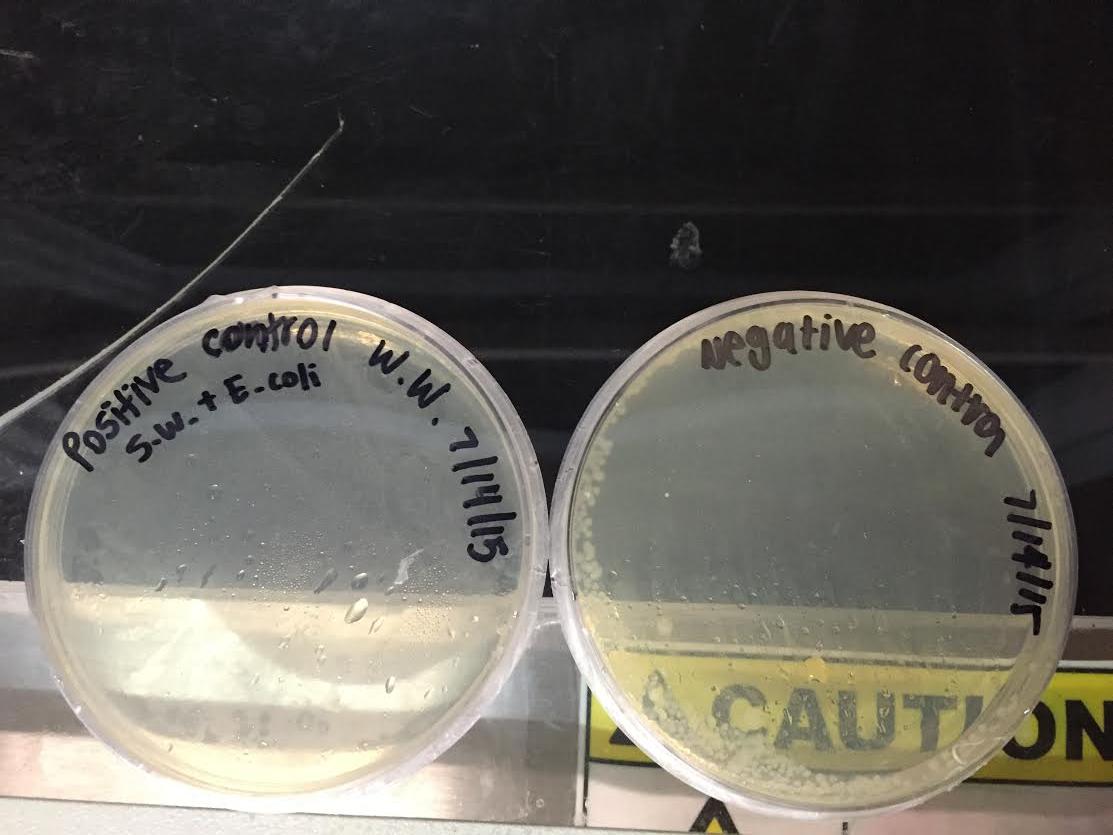 Positive control W.W. 7/14/15
S.W. + E-coli
Negative control 7/14/15
CAUTION